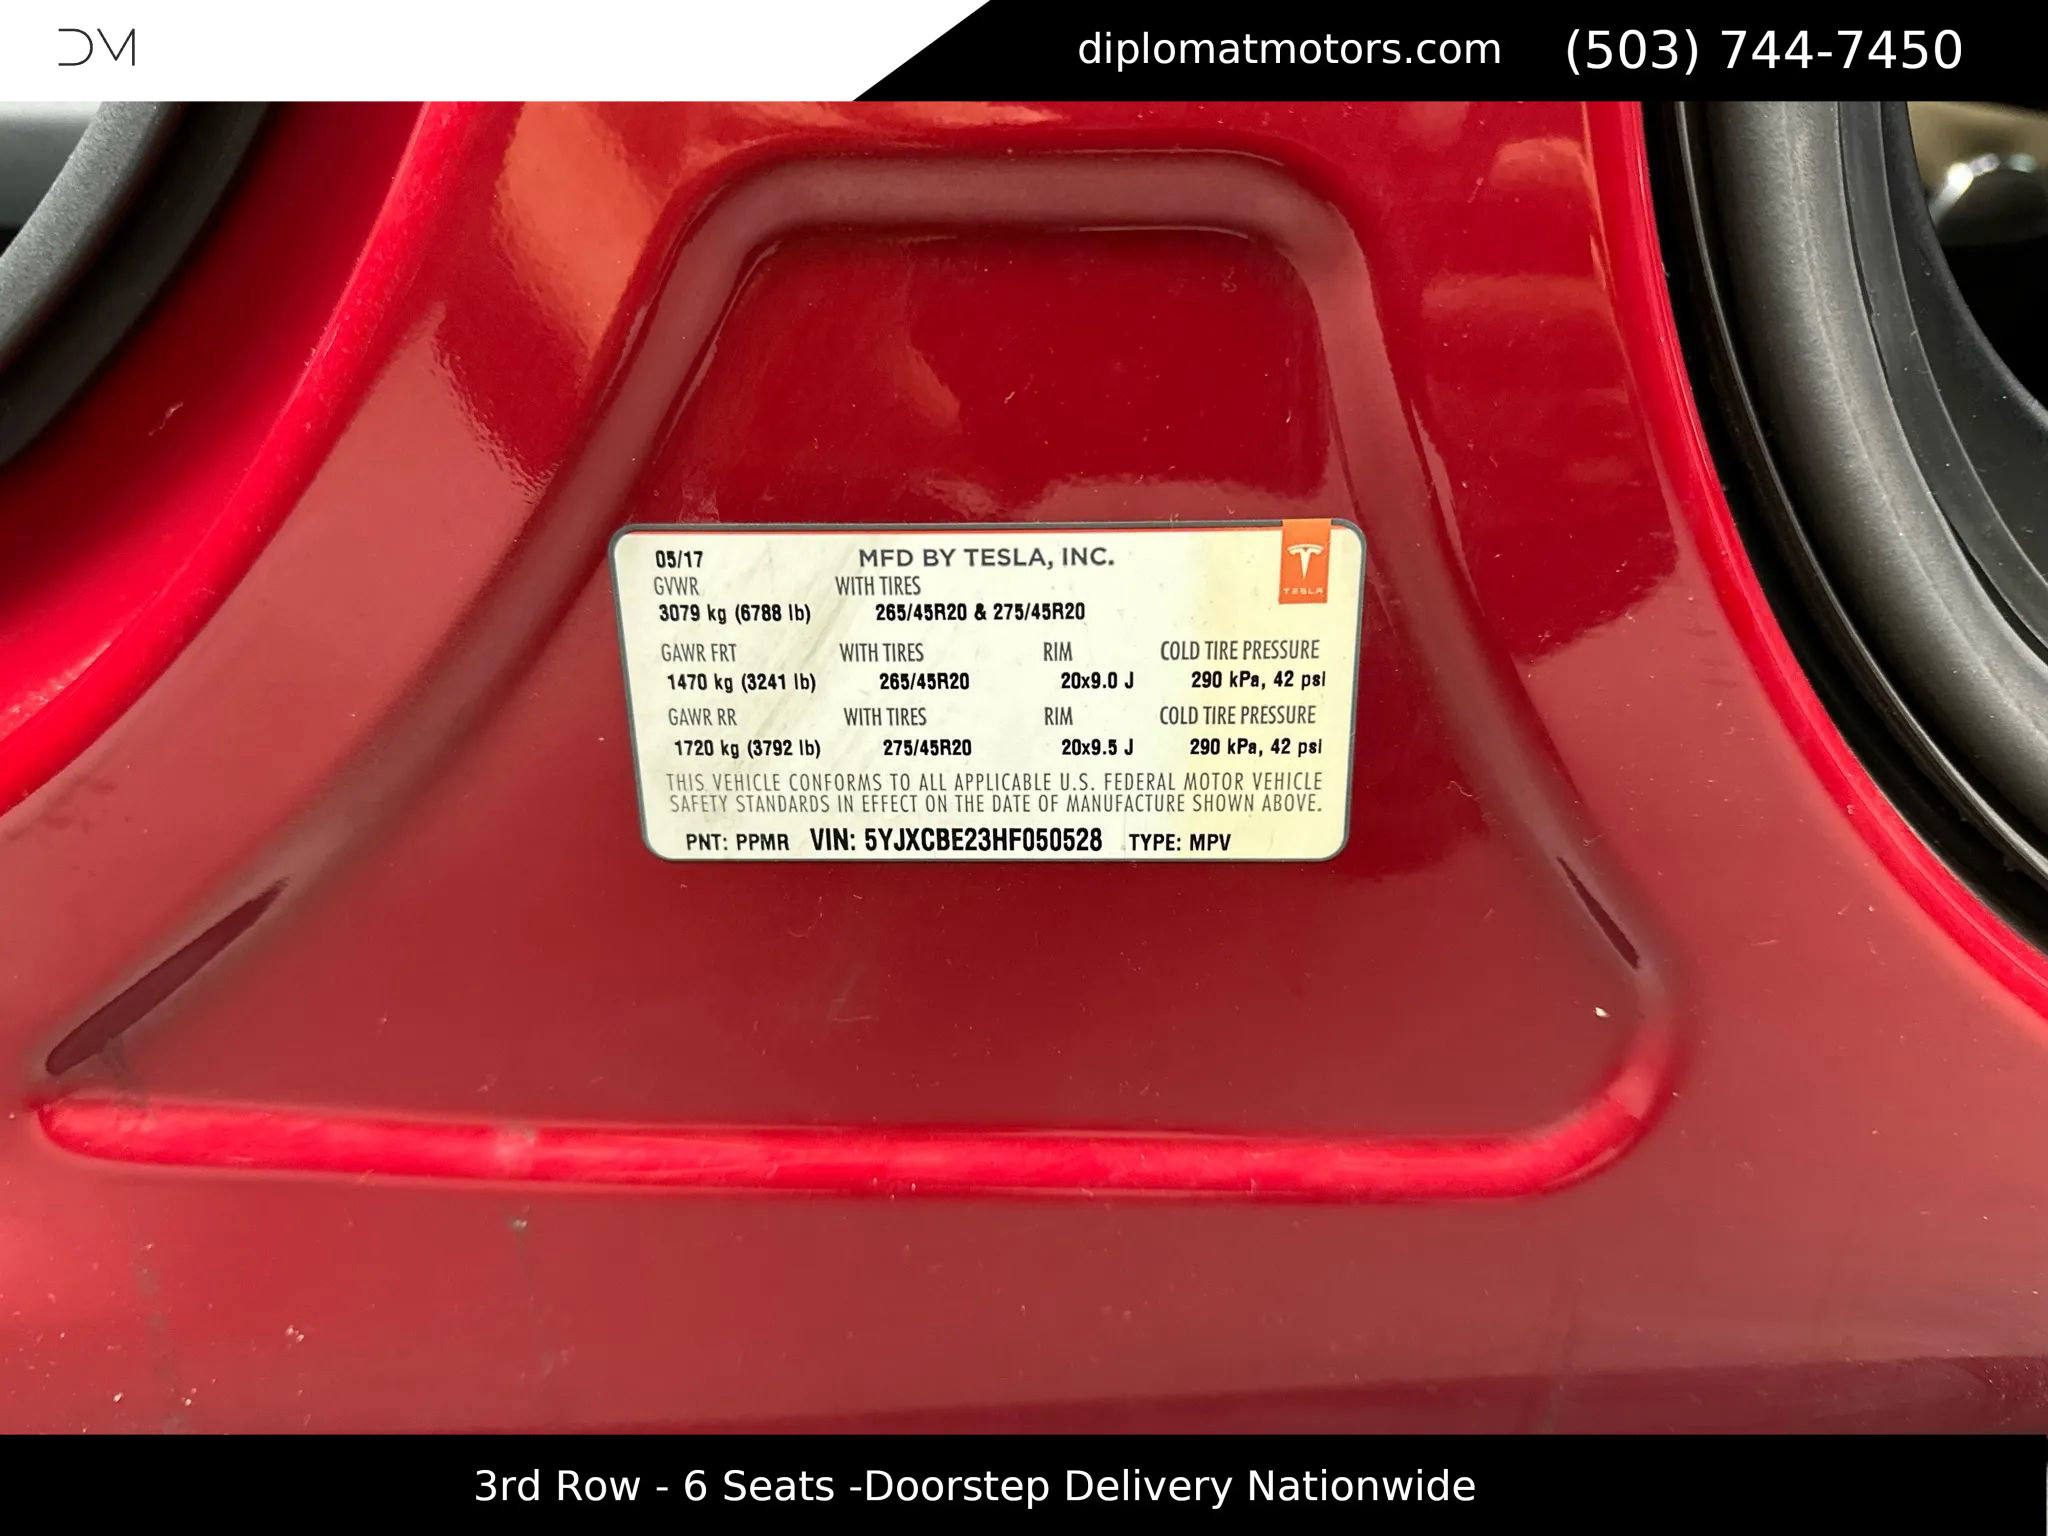 DM
diplomatmotors.com (503) 744-7450
05/17 MFD BY TESLA, INC.
GVWR WITH TIRES
TESLA
3079 kg (6788 lb) 265/45R20 & 275/45R20
GAWR FRT WITH TIRES RIM COLD TIRE PRESSURE
1470 kg (3241 lb) 265/45R20 20x9.0 J 290 kPa, 42 psi
GAWR RR WITH TIRES RIM COLD TIRE PRESSURE
1720 kg (3792 lb) 275/45R20 20x9.5 J 290 kPa, 42 psi
THIS VEHICLE CONFORMS TO ALL APPLICABLE U.S. FEDERAL MOTOR VEHICLE
SAFETY STANDARDS IN EFFECT ON THE DATE OF MANUFACTURE SHOWN ABOVE.
PNT: PPMR VIN: 5YJXCBE23HF050528 TYPE: MPV
3rd Row - 6 Seats -Doorstep Delivery Nationwide